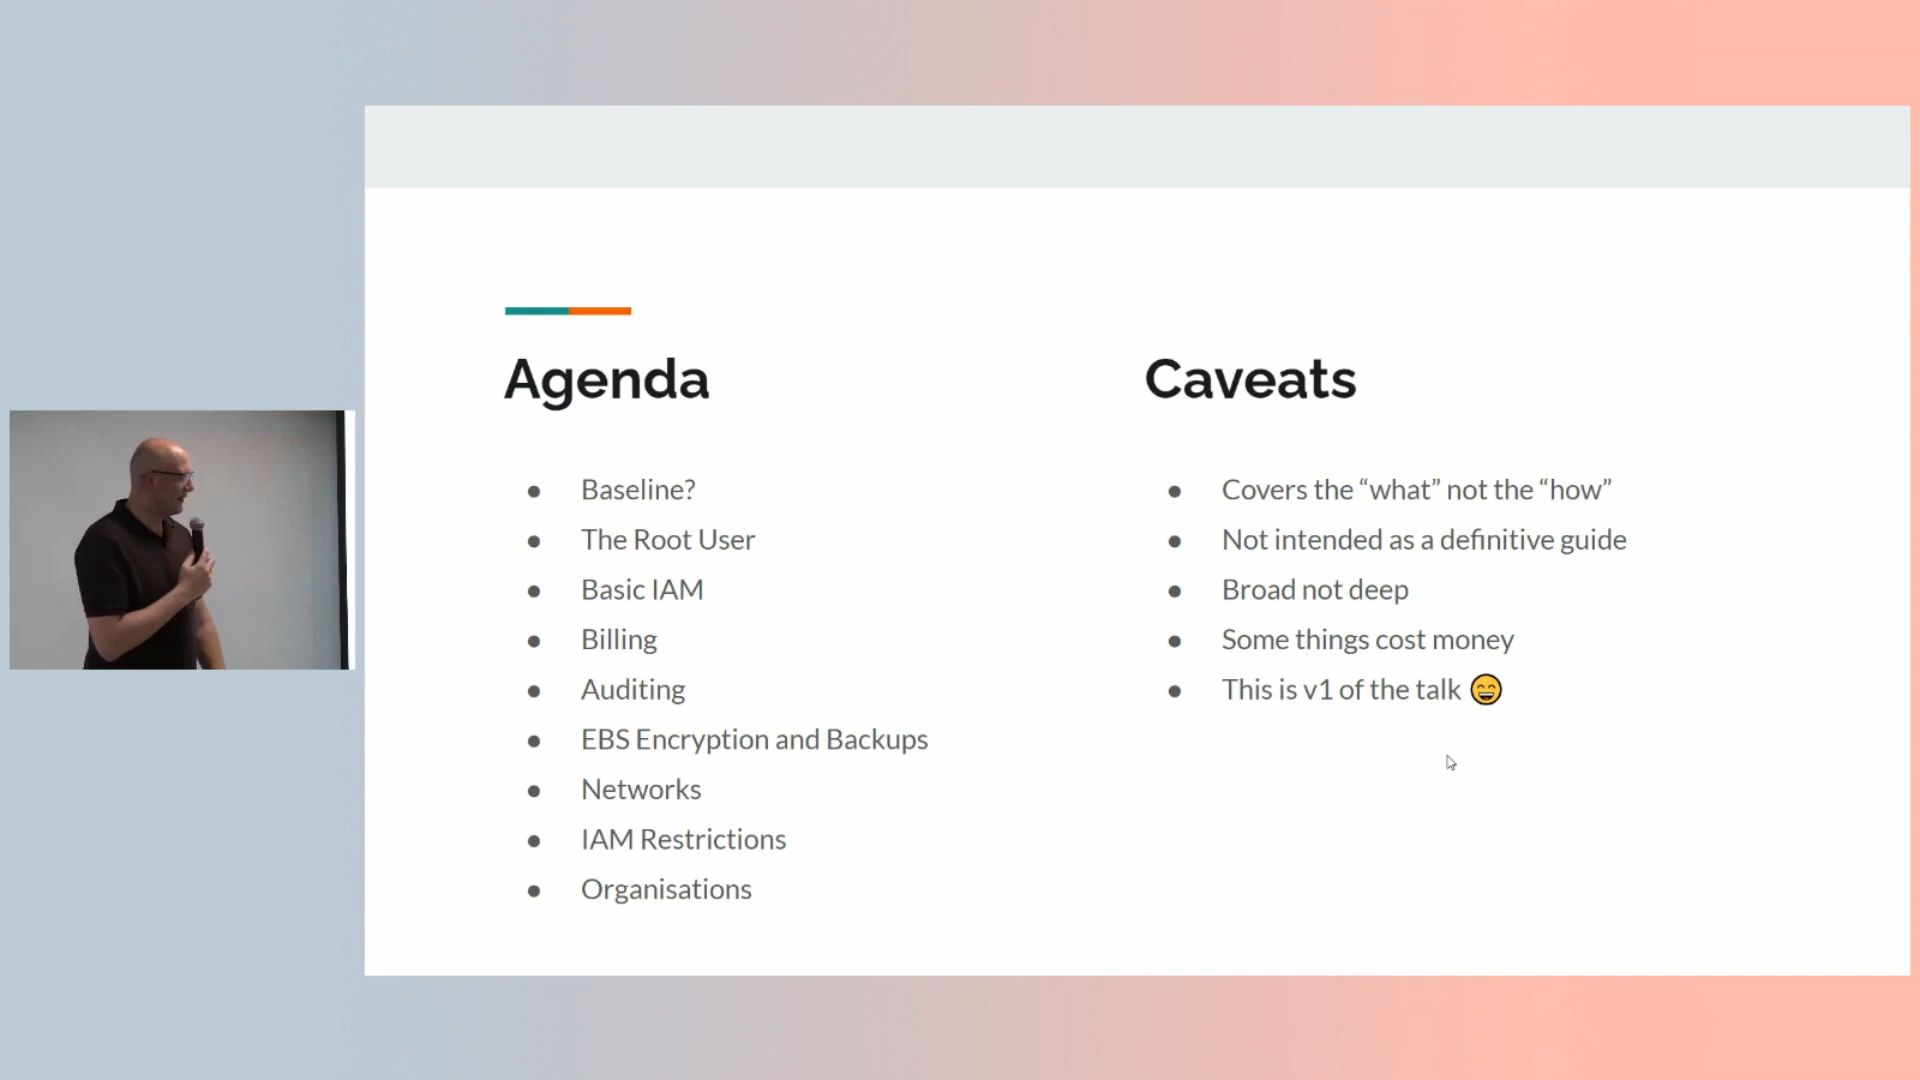 Agenda
Baseline?
The Root User
Basic IAM
Billing
Auditing
EBS Encryption and Backups
Networks
IAM Restrictions
Organisations
Caveats
Covers the “what” not the “how”
Not intended as a definitive guide
Broad not deep
Some things cost money
This is v1 of the talk 😄